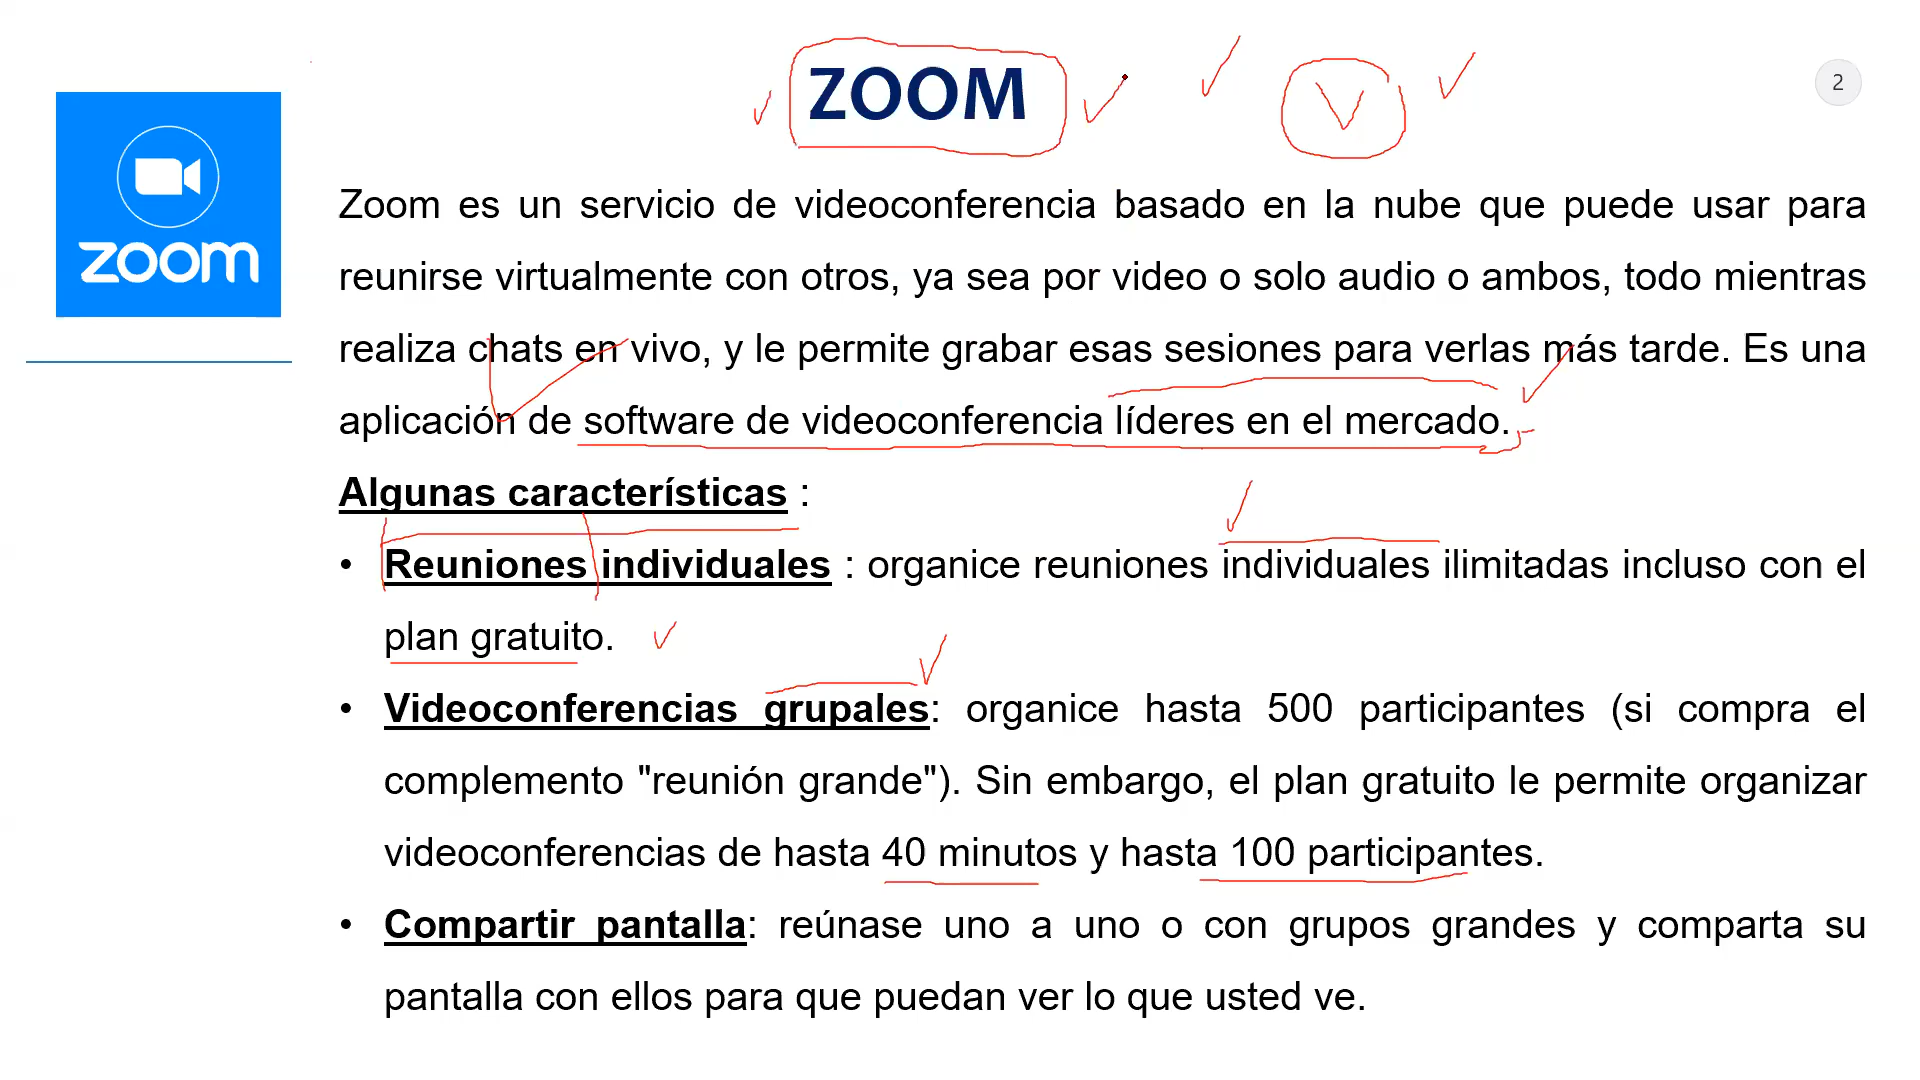 ZOOM
2
zoom
V
Zoom es un servicio de videoconferencia basado en la nube que puede usar para
reunirse virtualmente con otros, ya sea por video o solo audio o ambos, todo mientras
realiza chats en vivo, y le permite grabar esas sesiones para verlas más tarde. Es una
aplicación de software de videoconferencia líderes en el mercado.
Algunas características :
• Reuniones individuales : organice reuniones individuales ilimitadas incluso con el
plan gratuito.
• Videoconferencias grupales: organice hasta 500 participantes (si compra el
complemento "reunión grande"). Sin embargo, el plan gratuito le permite organizar
videoconferencias de hasta 40 minutos y hasta 100 participantes.
• Compartir pantalla: reúnase uno a uno o con grupos grandes y comparta su
pantalla con ellos para que puedan ver lo que usted ve.